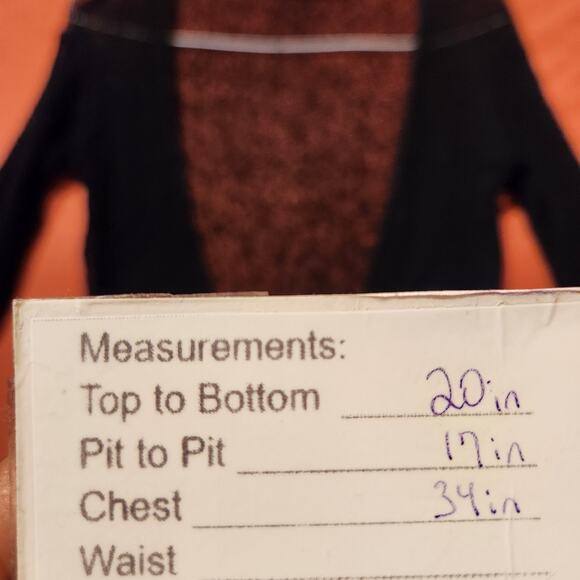 Measurements:
Top to Bottom 20in
Pit to Pit 17in
Chest 34in
Waist